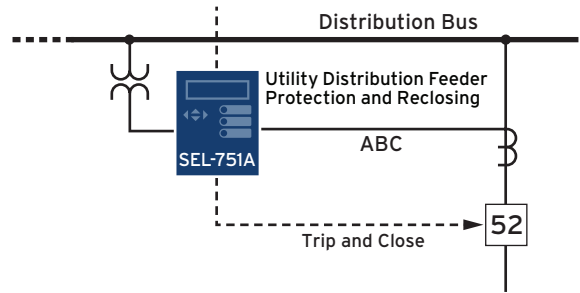 Distribution Bus
Utility Distribution Feeder
Protection and Reclosing
SEL-751A
ABC
52
Trip and Close